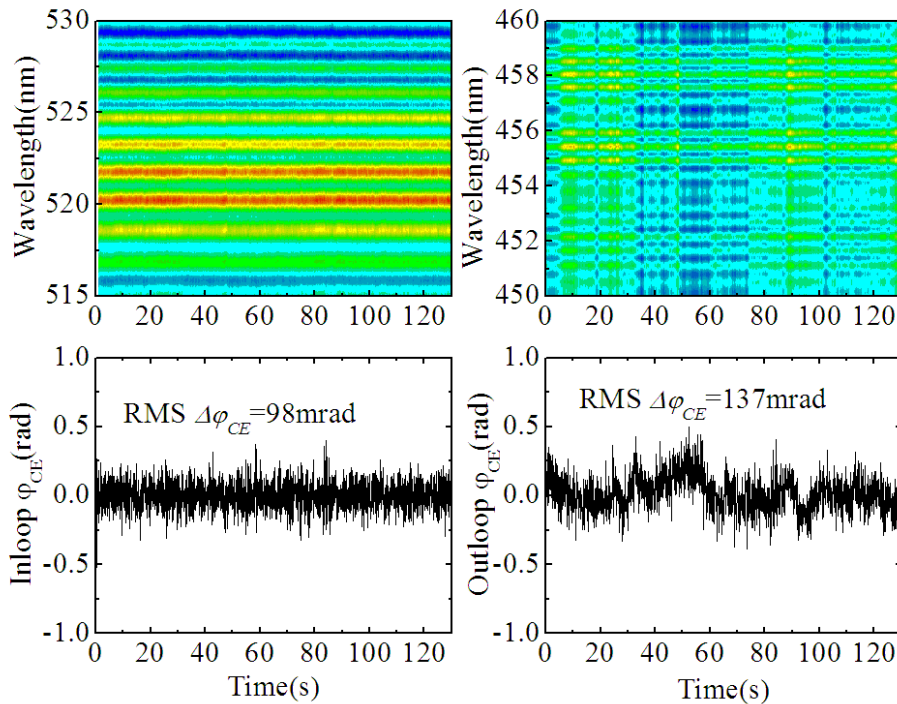 530
525
520
515
Wavelength(nm)
0 20 40 60 80 100 120
460
458
456
454
452
450
Wavelength(nm)
0 20 40 60 80 100 120
1.0
0.5
0.0
-0.5
-1.0
Inloop φCE(rad)
RMS ΔφCE=98mrad
0 20 40 60 80 100 120
Time(s)
1.0
0.5
0.0
-0.5
-1.0
Outloop φCE(rad)
RMS ΔφCE=137mrad
0 20 40 60 80 100 120
Time(s)